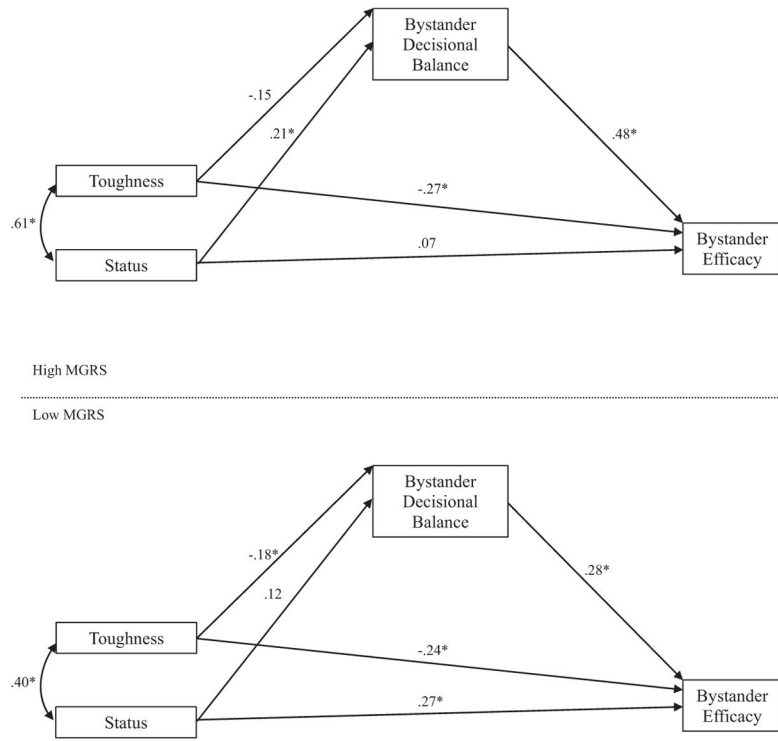 Bystander
Decisional
Balance
-.15
.21*
.48*
Toughness
-.27*
.61*
.07
Status
Bystander
Efficacy
High MGRS
Low MGRS
Bystander
Decisional
Balance
-.18*
.12
.28*
Toughness
-.24*
.40*
.27*
Status
Bystander
Efficacy